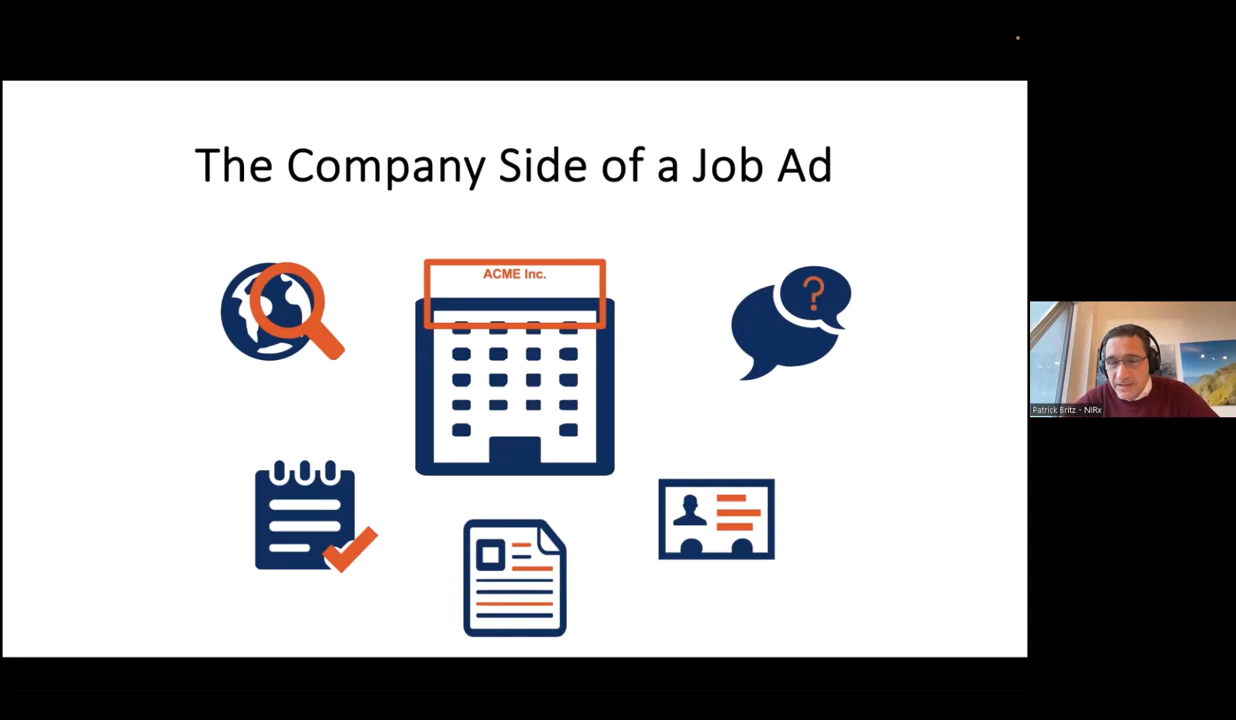 The Company Side of a Job Ad
ACME Inc.
?
Patrick Britz - NIRx